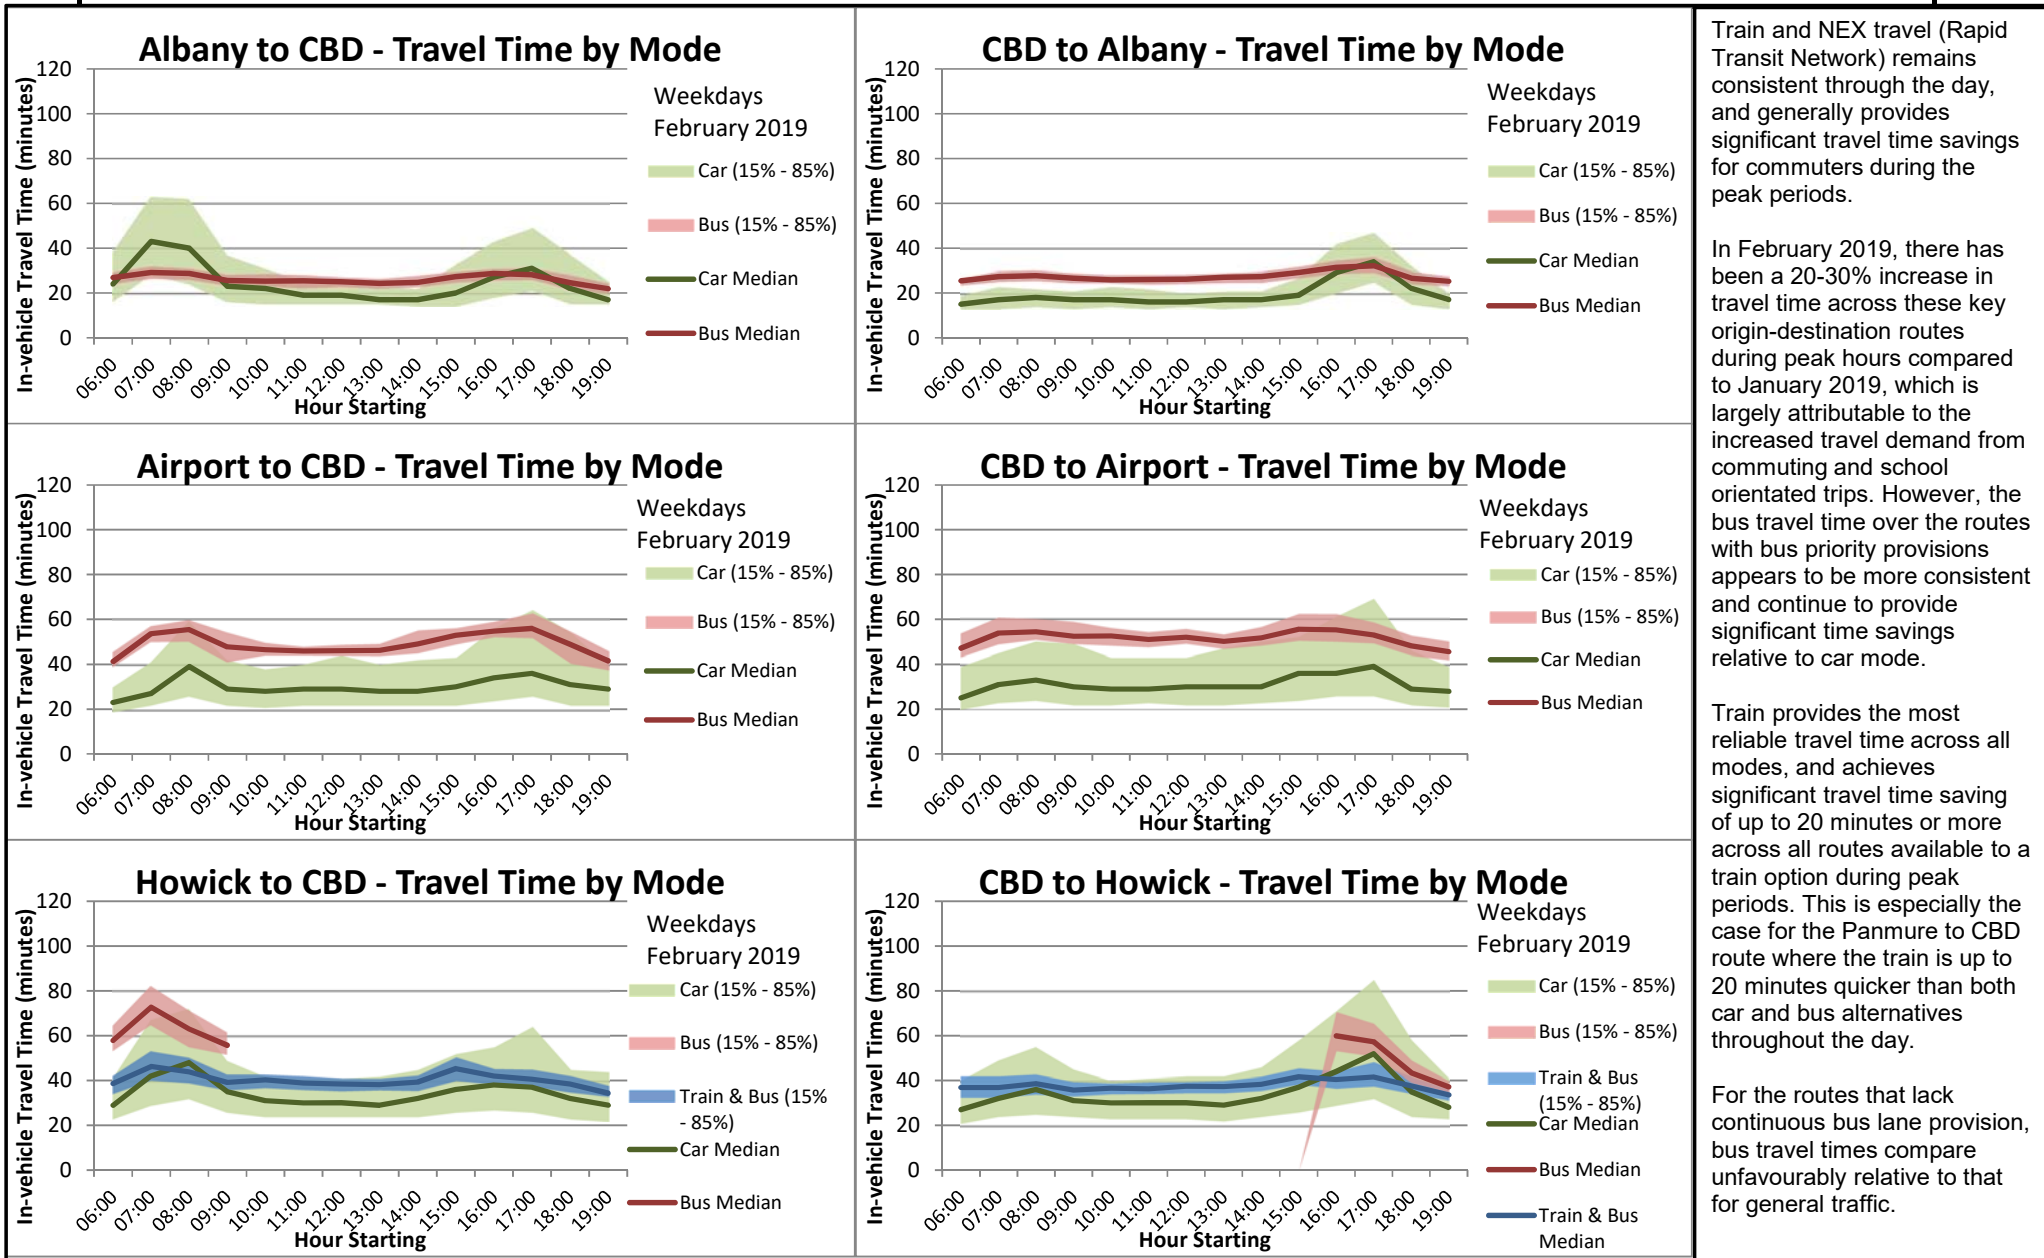 Albany to CBD - Travel Time by Mode
In-vehicle Travel Time (minutes)
120
100
80
60
40
20
0
06:00
07:00
08:00
09:00
10:00
11:00
12:00
13:00
14:00
15:00
16:00
17:00
18:00
19:00
Hour Starting
Weekdays
February 2019
Car (15% - 85%)
Bus (15% - 85%)
Car Median
Bus Median
CBD to Albany - Travel Time by Mode
In-vehicle Travel Time (minutes)
120
100
80
60
40
20
0
06:00
07:00
08:00
09:00
10:00
11:00
12:00
13:00
14:00
15:00
16:00
17:00
18:00
19:00
Hour Starting
Weekdays
February 2019
Car (15% - 85%)
Bus (15% - 85%)
Car Median
Bus Median
Airport to CBD - Travel Time by Mode
In-vehicle Travel Time (minutes)
120
100
80
60
40
20
0
06:00
07:00
08:00
09:00
10:00
11:00
12:00
13:00
14:00
15:00
16:00
17:00
18:00
19:00
Hour Starting
Weekdays
February 2019
Car (15% - 85%)
Bus (15% - 85%)
Car Median
Bus Median
CBD to Airport - Travel Time by Mode
In-vehicle Travel Time (minutes)
120
100
80
60
40
20
0
06:00
07:00
08:00
09:00
10:00
11:00
12:00
13:00
14:00
15:00
16:00
17:00
18:00
19:00
Hour Starting
Weekdays
February 2019
Car (15% - 85%)
Bus (15% - 85%)
Car Median
Bus Median
Howick to CBD - Travel Time by Mode
In-vehicle Travel Time (minutes)
120
100
80
60
40
20
0
06:00
07:00
08:00
09:00
10:00
11:00
12:00
13:00
14:00
15:00
16:00
17:00
18:00
19:00
Hour Starting
Weekdays
February 2019
Car (15% - 85%)
Bus (15% - 85%)
Train & Bus (15%
- 85%)
Car Median
Bus Median
CBD to Howick - Travel Time by Mode
In-vehicle Travel Time (minutes)
120
100
80
60
40
20
0
06:00
07:00
08:00
09:00
10:00
11:00
12:00
13:00
14:00
15:00
16:00
17:00
18:00
19:00
Hour Starting
Weekdays
February 2019
Car (15% - 85%)
Bus (15% - 85%)
Train & Bus
(15% - 85%)
Car Median
Bus Median
Train & Bus
Median
Train and NEX travel (Rapid
Transit Network) remains
consistent through the day,
and generally provides
significant travel time savings
for commuters during the
peak periods.
In February 2019, there has
been a 20-30% increase in
travel time across these key
origin-destination routes
during peak hours compared
to January 2019, which is
largely attributable to the
increased travel demand from
commuting and school
orientated trips. However, the
bus travel time over the routes
with bus priority provisions
appears to be more consistent
and continue to provide
significant time savings
relative to car mode.
Train provides the most
reliable travel time across all
modes, and achieves
significant travel time saving
of up to 20 minutes or more
across all routes available to a
train option during peak
periods. This is especially the
case for the Panmure to CBD
route where the train is up to
20 minutes quicker than both
car and bus alternatives
throughout the day.
For the routes that lack
continuous bus lane provision,
bus travel times compare
unfavourably relative to that
for general traffic.